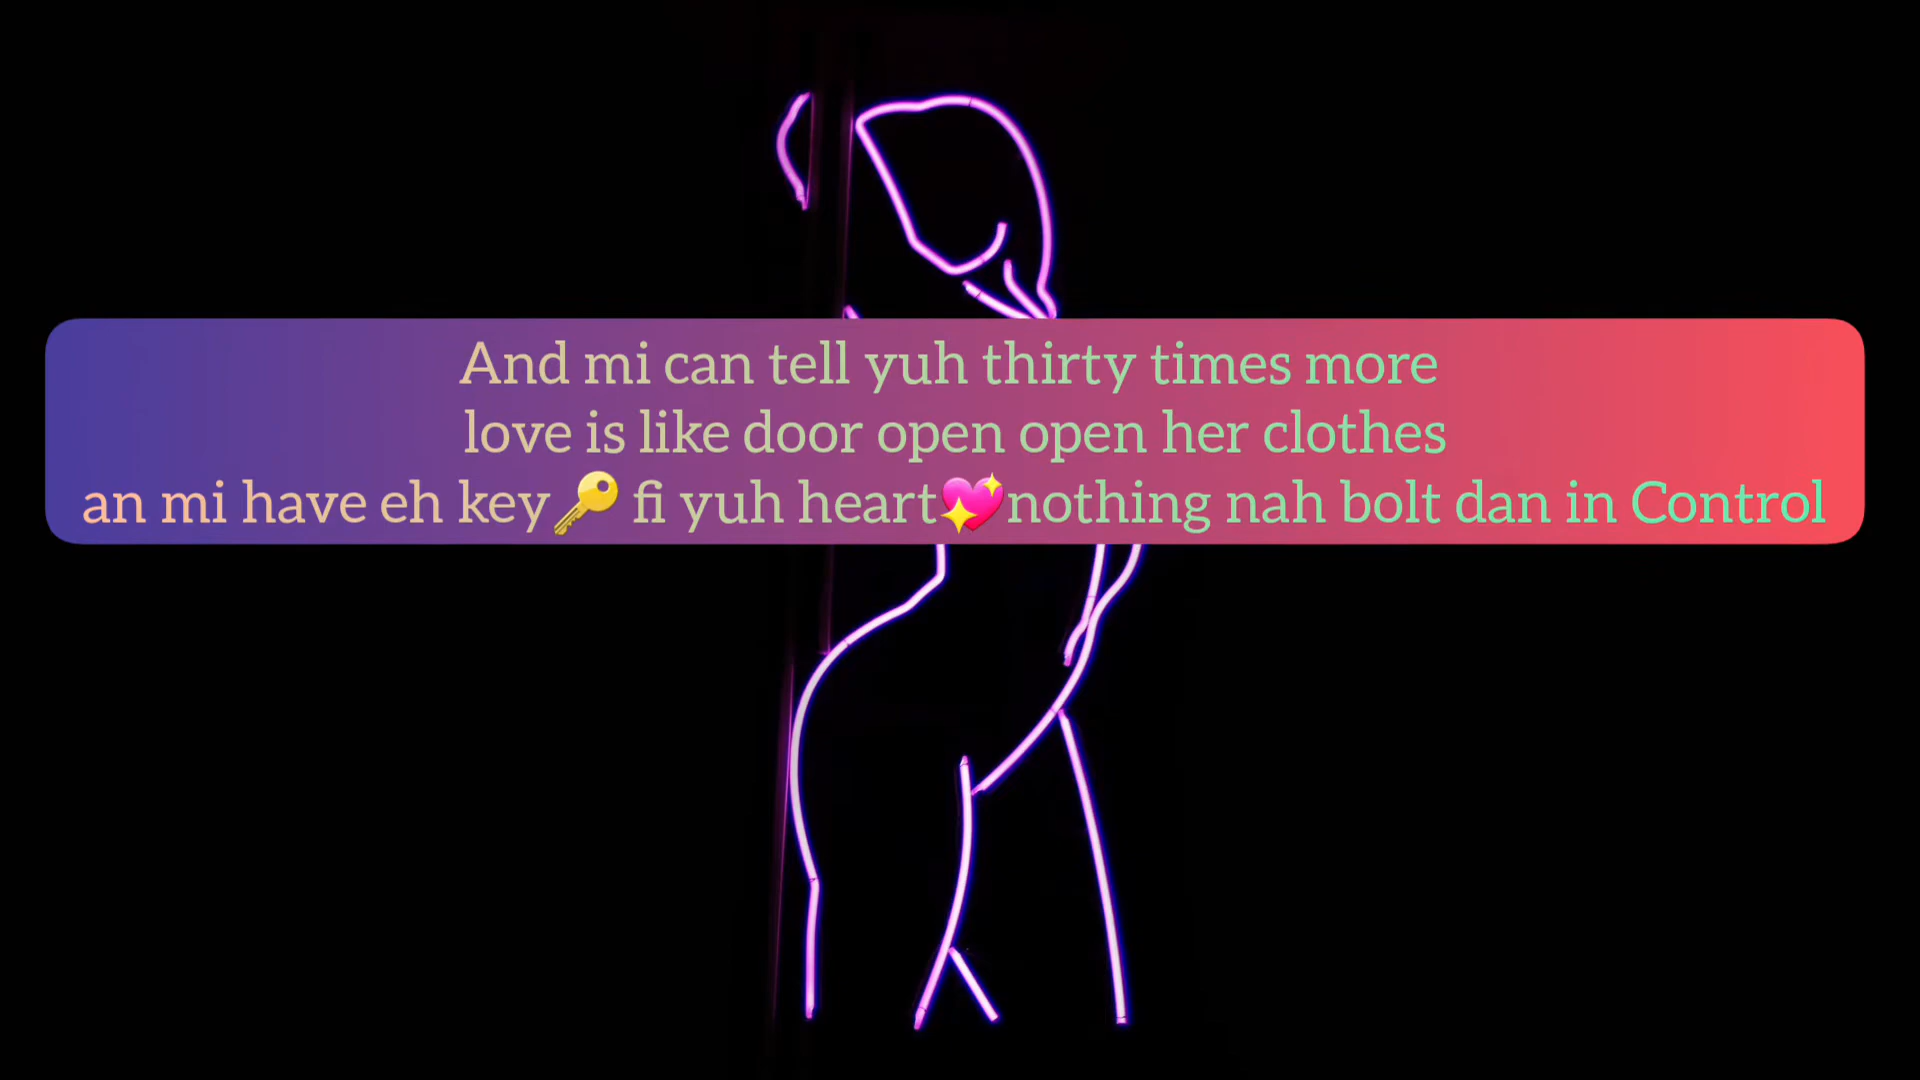 And mi can tell yuh thirty times more
love is like door open open her clothes
an mi have eh key🔑 fi yuh heart💖nothing nah bolt dan in Control